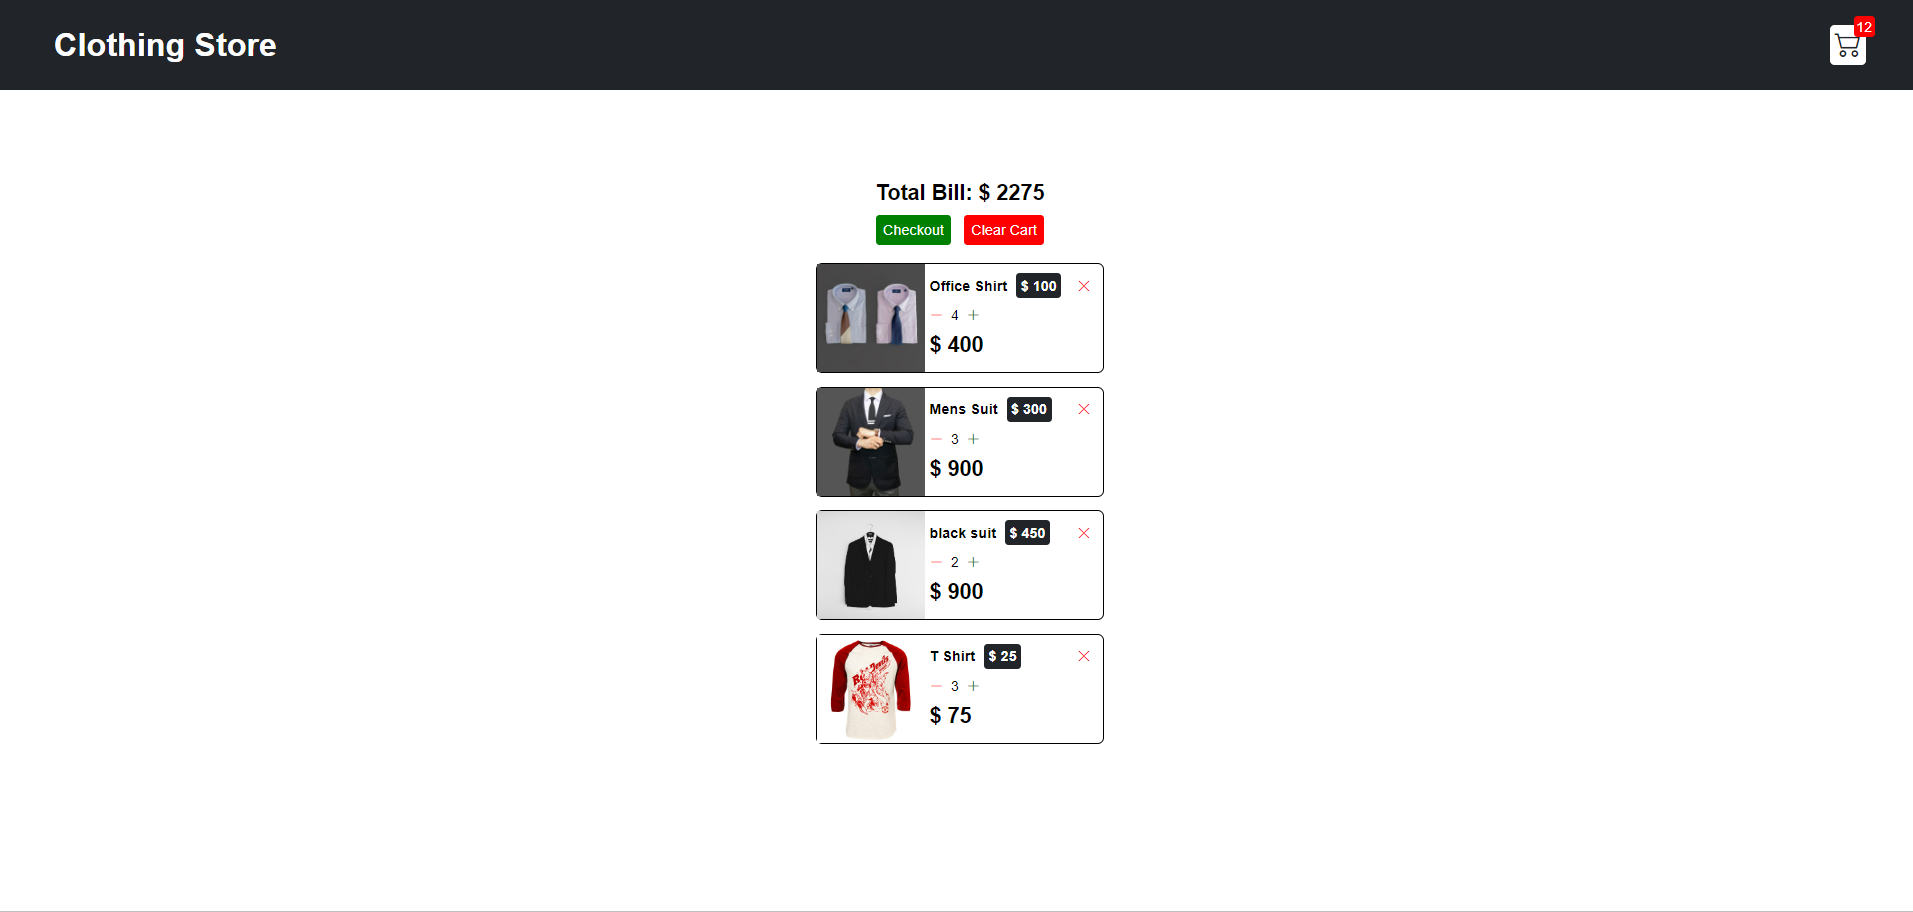 Clothing Store
12
Total Bill: $ 2275
Checkout Clear Cart
Office Shirt $ 100
4
$ 400
Mens Suit $ 300
3
$ 900
black suit $ 450
2
$ 900
T Shirt $ 25
3
$ 75